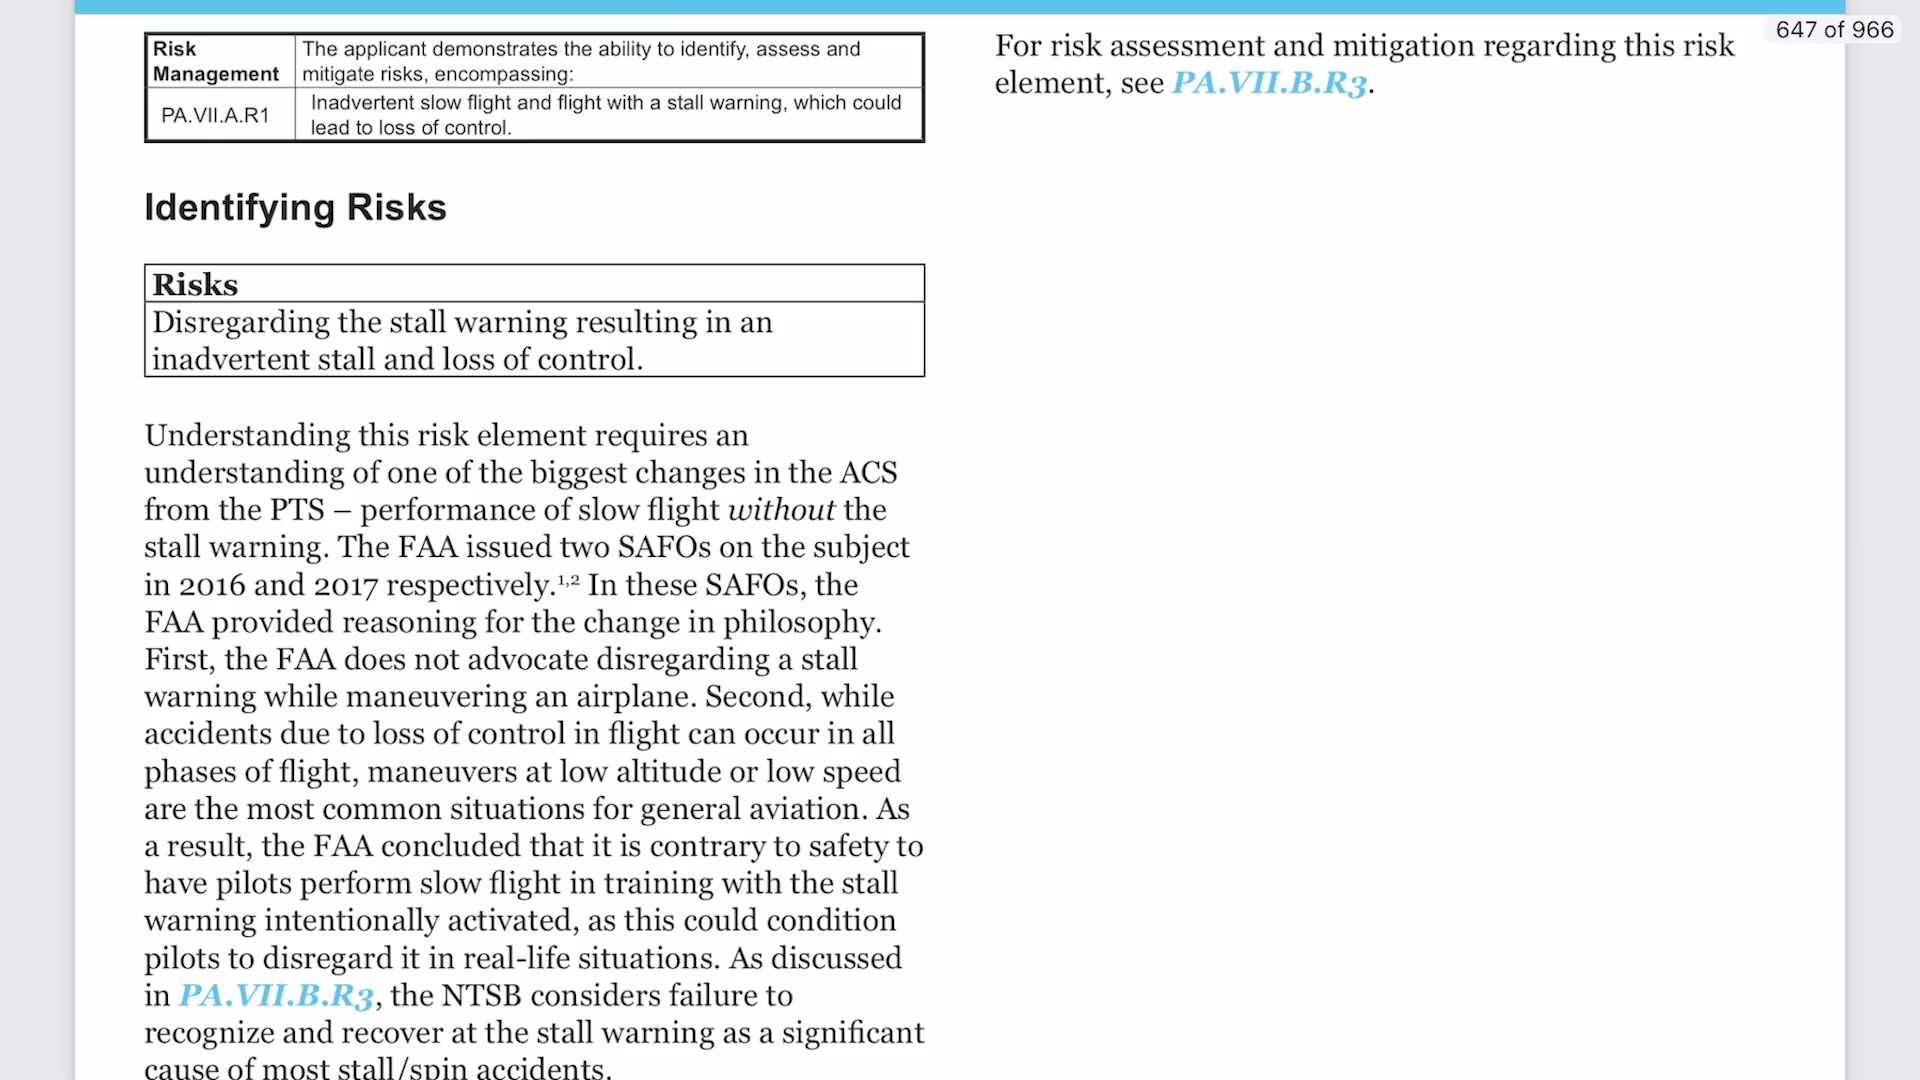 Risk
Management
The applicant demonstrates the ability to identify, assess and
mitigate risks, encompassing:
PA.VII.A.R1
Inadvertent slow flight and flight with a stall warning, which could
lead to loss of control.
Identifying Risks
Risks
Disregarding the stall warning resulting in an
inadvertent stall and loss of control.
Understanding this risk element requires an
understanding of one of the biggest changes in the ACS
from the PTS – performance of slow flight without the
stall warning. The FAA issued two SAFOs on the subject
in 2016 and 2017 respectively.1,2 In these SAFOs, the
FAA provided reasoning for the change in philosophy.
First, the FAA does not advocate disregarding a stall
warning while maneuvering an airplane. Second, while
accidents due to loss of control in flight can occur in all
phases of flight, maneuvers at low altitude or low speed
are the most common situations for general aviation. As
a result, the FAA concluded that it is contrary to safety to
have pilots perform slow flight in training with the stall
warning intentionally activated, as this could condition
pilots to disregard it in real-life situations. As discussed
in PA.VII.B.R3, the NTSB considers failure to
recognize and recover at the stall warning as a significant
cause of most stall/spin accidents.
For risk assessment and mitigation regarding this risk
element, see PA.VII.B.R3.
647 of 966